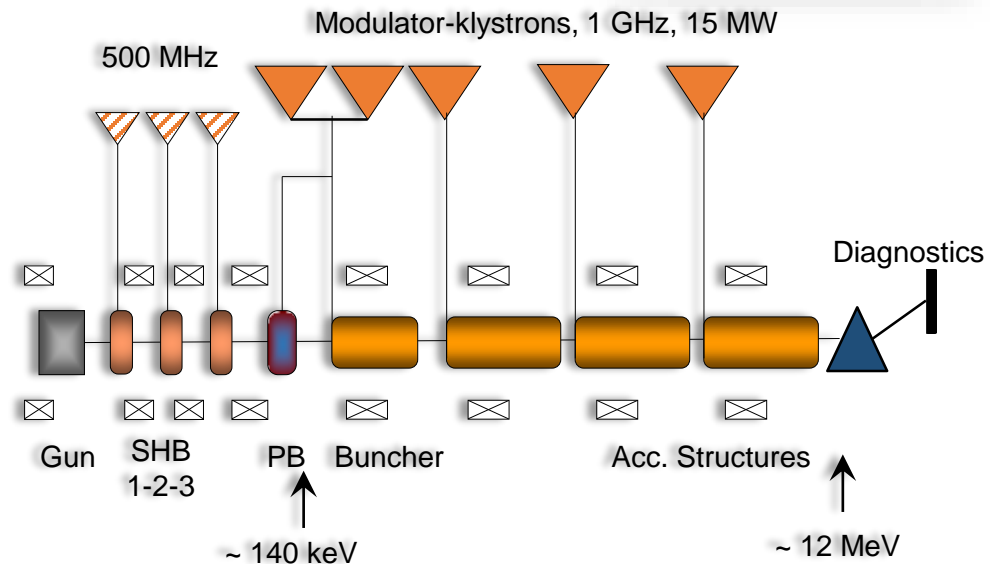 Modulator-klystrons, 1 GHz, 15 MW
500 MHz
Diagnostics
Gun
SHB
1-2-3
PB
Buncher
Acc. Structures
~ 140 keV
~ 12 MeV